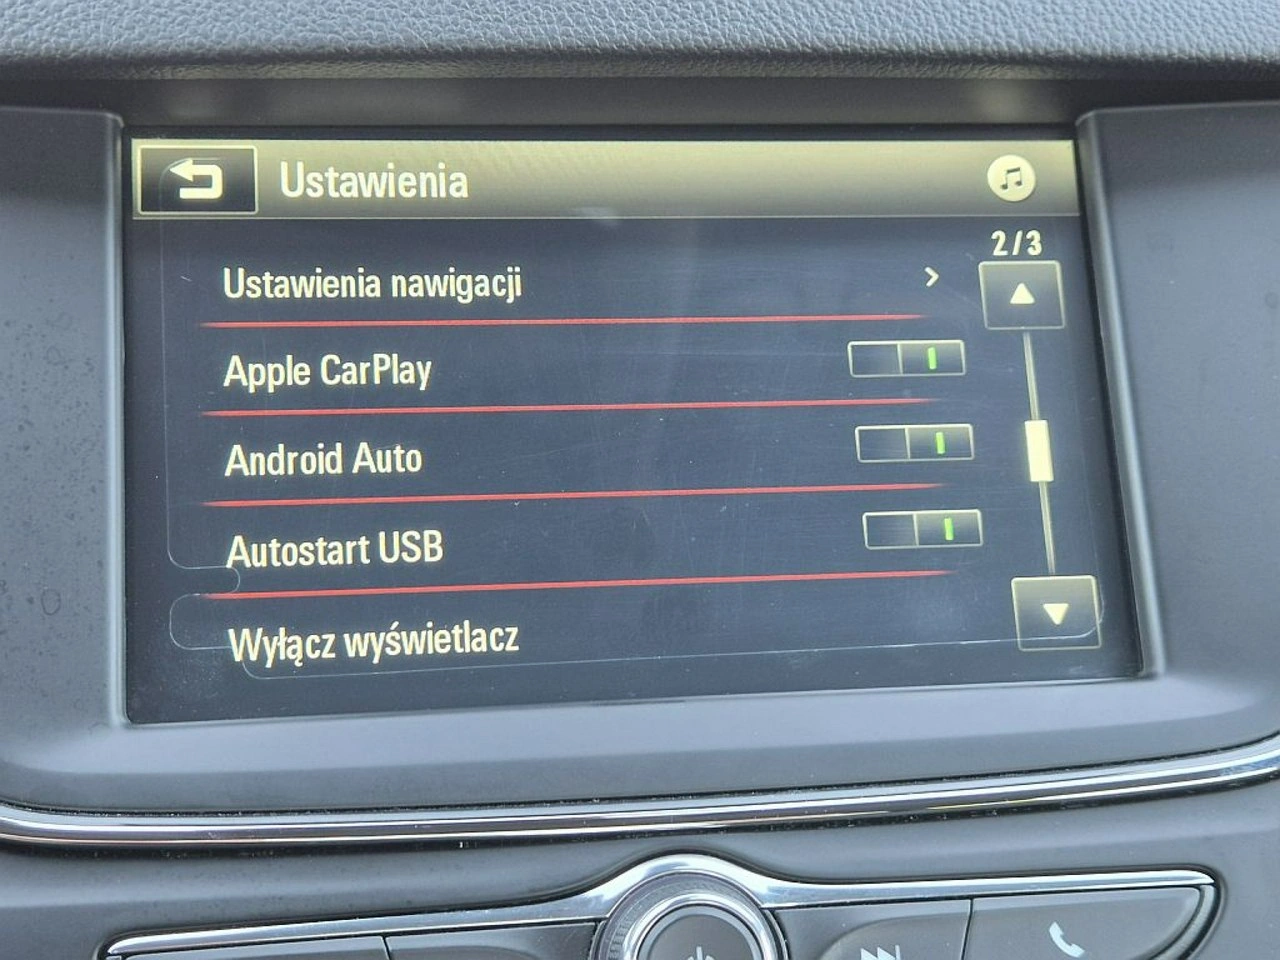 Ustawienia
2/3
Ustawienia nawigacji
Apple CarPlay
Android Auto
Autostart USB
Wyłącz wyświetlacz